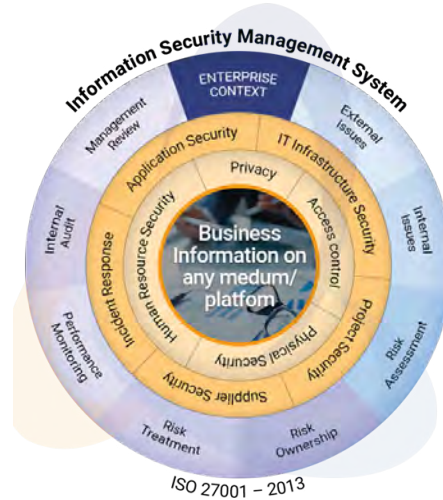 Information Security Management System
ENTERPRISE
CONTEXT
External
Issues
Internal
Issues
Risk
Assessment
Risk
Ownership
Risk
Treatment
Performance
Monitoring
Internal
Audit
Management
Review
Application Security
IT Infrastructure Security
Project Security
Supplier Security
Incident Response
Privacy
Access Control
Physical Security
Human Resource Security
Business
Information on
any medum/
platfom
ISO 27001 – 2013